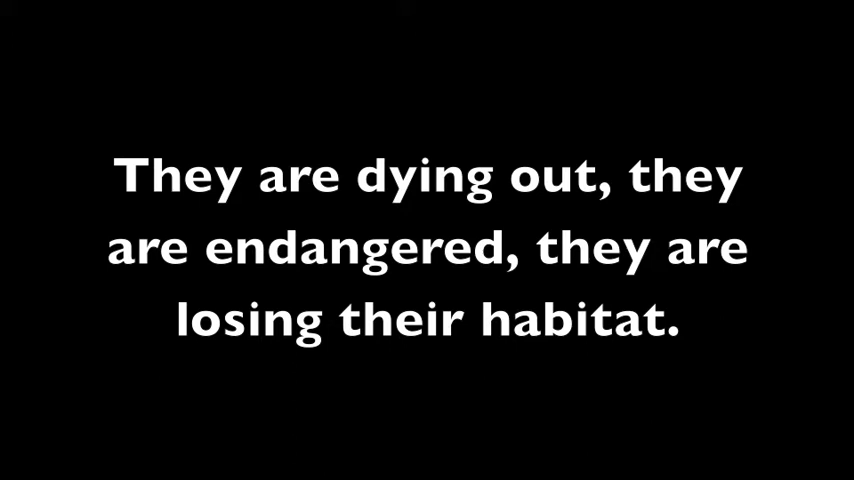 They are dying out, they
are endangered, they are
losing their habitat.